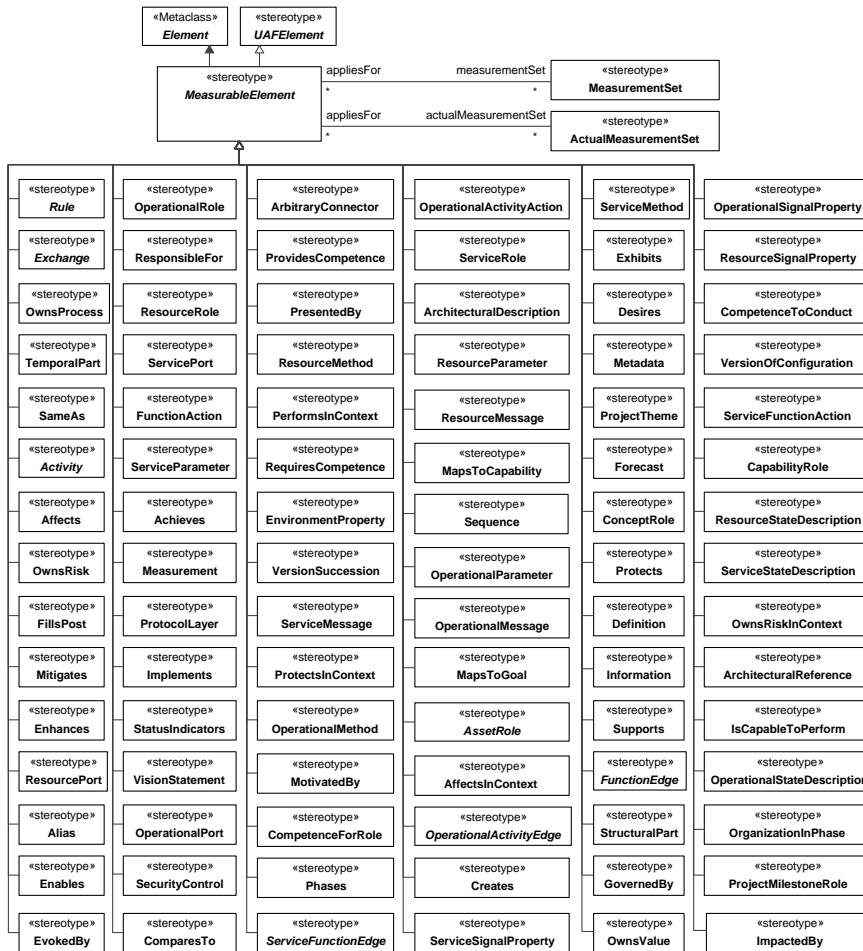 «Metaclass»
Element
«stereotype»
UAFElement
«stereotype»
MeasurableElement
appliesFor
measurementSet
*
*
«stereotype»
MeasurementSet
appliesFor
actualMeasurementSet
*
*
«stereotype»
ActualMeasurementSet
«stereotype»
Rule
«stereotype»
OperationalRole
«stereotype»
ArbitraryConnector
«stereotype»
OperationalActivityAction
«stereotype»
ServiceMethod
«stereotype»
OperationalSignalProperty
«stereotype»
Exchange
«stereotype»
ResponsibleFor
«stereotype»
ProvidesCompetence
«stereotype»
ServiceRole
«stereotype»
Exhibits
«stereotype»
ResourceSignalProperty
«stereotype»
OwnsProcess
«stereotype»
ResourceRole
«stereotype»
PresentedBy
«stereotype»
ArchitecturalDescription
«stereotype»
Desires
«stereotype»
CompetenceToConduct
«stereotype»
TemporalPart
«stereotype»
ServicePort
«stereotype»
ResourceMethod
«stereotype»
ResourceParameter
«stereotype»
Metadata
«stereotype»
VersionOfConfiguration
«stereotype»
SameAs
«stereotype»
FunctionAction
«stereotype»
PerformsInContext
«stereotype»
ResourceMessage
«stereotype»
ProjectTheme
«stereotype»
ServiceFunctionAction
«stereotype»
Activity
«stereotype»
ServiceParameter
«stereotype»
RequiresCompetence
«stereotype»
MapsToCapability
«stereotype»
Forecast
«stereotype»
CapabilityRole
«stereotype»
Affects
«stereotype»
Achieves
«stereotype»
EnvironmentProperty
«stereotype»
Sequence
«stereotype»
ConceptRole
«stereotype»
ResourceStateDescription
«stereotype»
OwnsRisk
«stereotype»
Measurement
«stereotype»
VersionSuccession
«stereotype»
OperationalParameter
«stereotype»
Protects
«stereotype»
ServiceStateDescription
«stereotype»
FillsPost
«stereotype»
ProtocolLayer
«stereotype»
ServiceMessage
«stereotype»
OperationalMessage
«stereotype»
Definition
«stereotype»
OwnsRiskInContext
«stereotype»
Mitigates
«stereotype»
Implements
«stereotype»
ProtectsInContext
«stereotype»
MapsToGoal
«stereotype»
Information
«stereotype»
ArchitecturalReference
«stereotype»
Enhances
«stereotype»
StatusIndicators
«stereotype»
OperationalMethod
«stereotype»
AssetRole
«stereotype»
Supports
«stereotype»
IsCapableToPerform
«stereotype»
ResourcePort
«stereotype»
VisionStatement
«stereotype»
MotivatedBy
«stereotype»
AffectsInContext
«stereotype»
FunctionEdge
«stereotype»
OperationalStateDescription
«stereotype»
Alias
«stereotype»
OperationalPort
«stereotype»
CompetenceForRole
«stereotype»
OperationalActivityEdge
«stereotype»
StructuralPart
«stereotype»
OrganizationInPhase
«stereotype»
Enables
«stereotype»
SecurityControl
«stereotype»
Phases
«stereotype»
Creates
«stereotype»
GovernedBy
«stereotype»
ProjectMilestoneRole
«stereotype»
EvokedBy
«stereotype»
ComparesTo
«stereotype»
ServiceFunctionEdge
«stereotype»
ServiceSignalProperty
«stereotype»
OwnsValue
«stereotype»
ImpactedBy